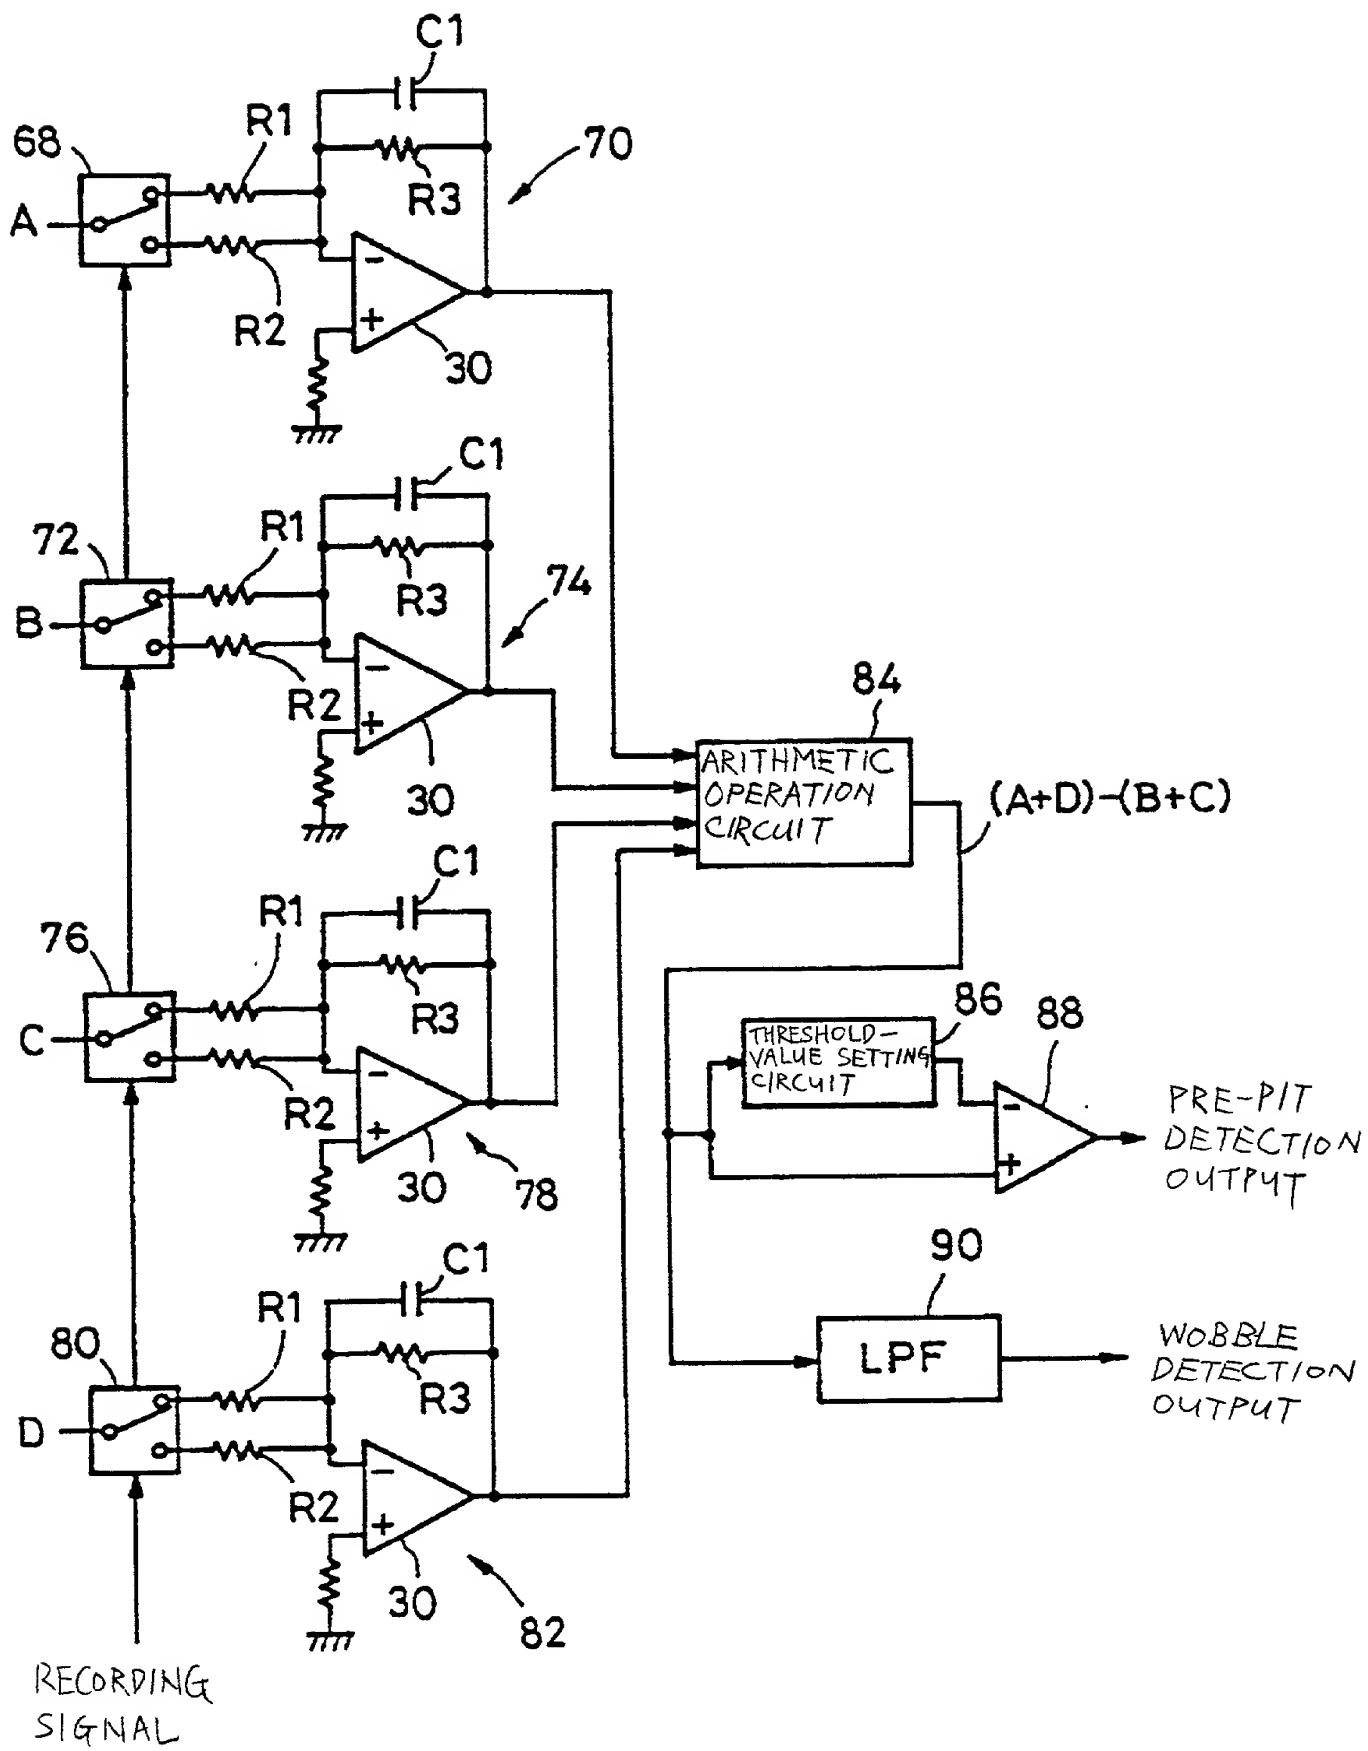 C1
R1
68
70
R3
A
R2
-
+
30
C1
R1
72
74
R3
B
R2
-
+
30
84
ARITHMETIC
OPERATION
CIRCUIT
(A+D)-(B+C)
C1
R1
76
R3
C
R2
-
+
30
78
86
88
THRESHOLD-
VALUE SETTING
CIRCUIT
-
+
PRE-PIT
DETECTION
OUTPUT
C1
R1
80
R3
D
R2
-
+
30
82
90
LPF
WOBBLE
DETECTION
OUTPUT
RECORDING
SIGNAL